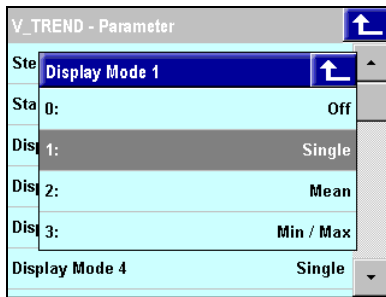 V_TREND - Parameter
Display Mode 1
0: Off
1: Single
2: Mean
3: Min / Max
Display Mode 4 Single